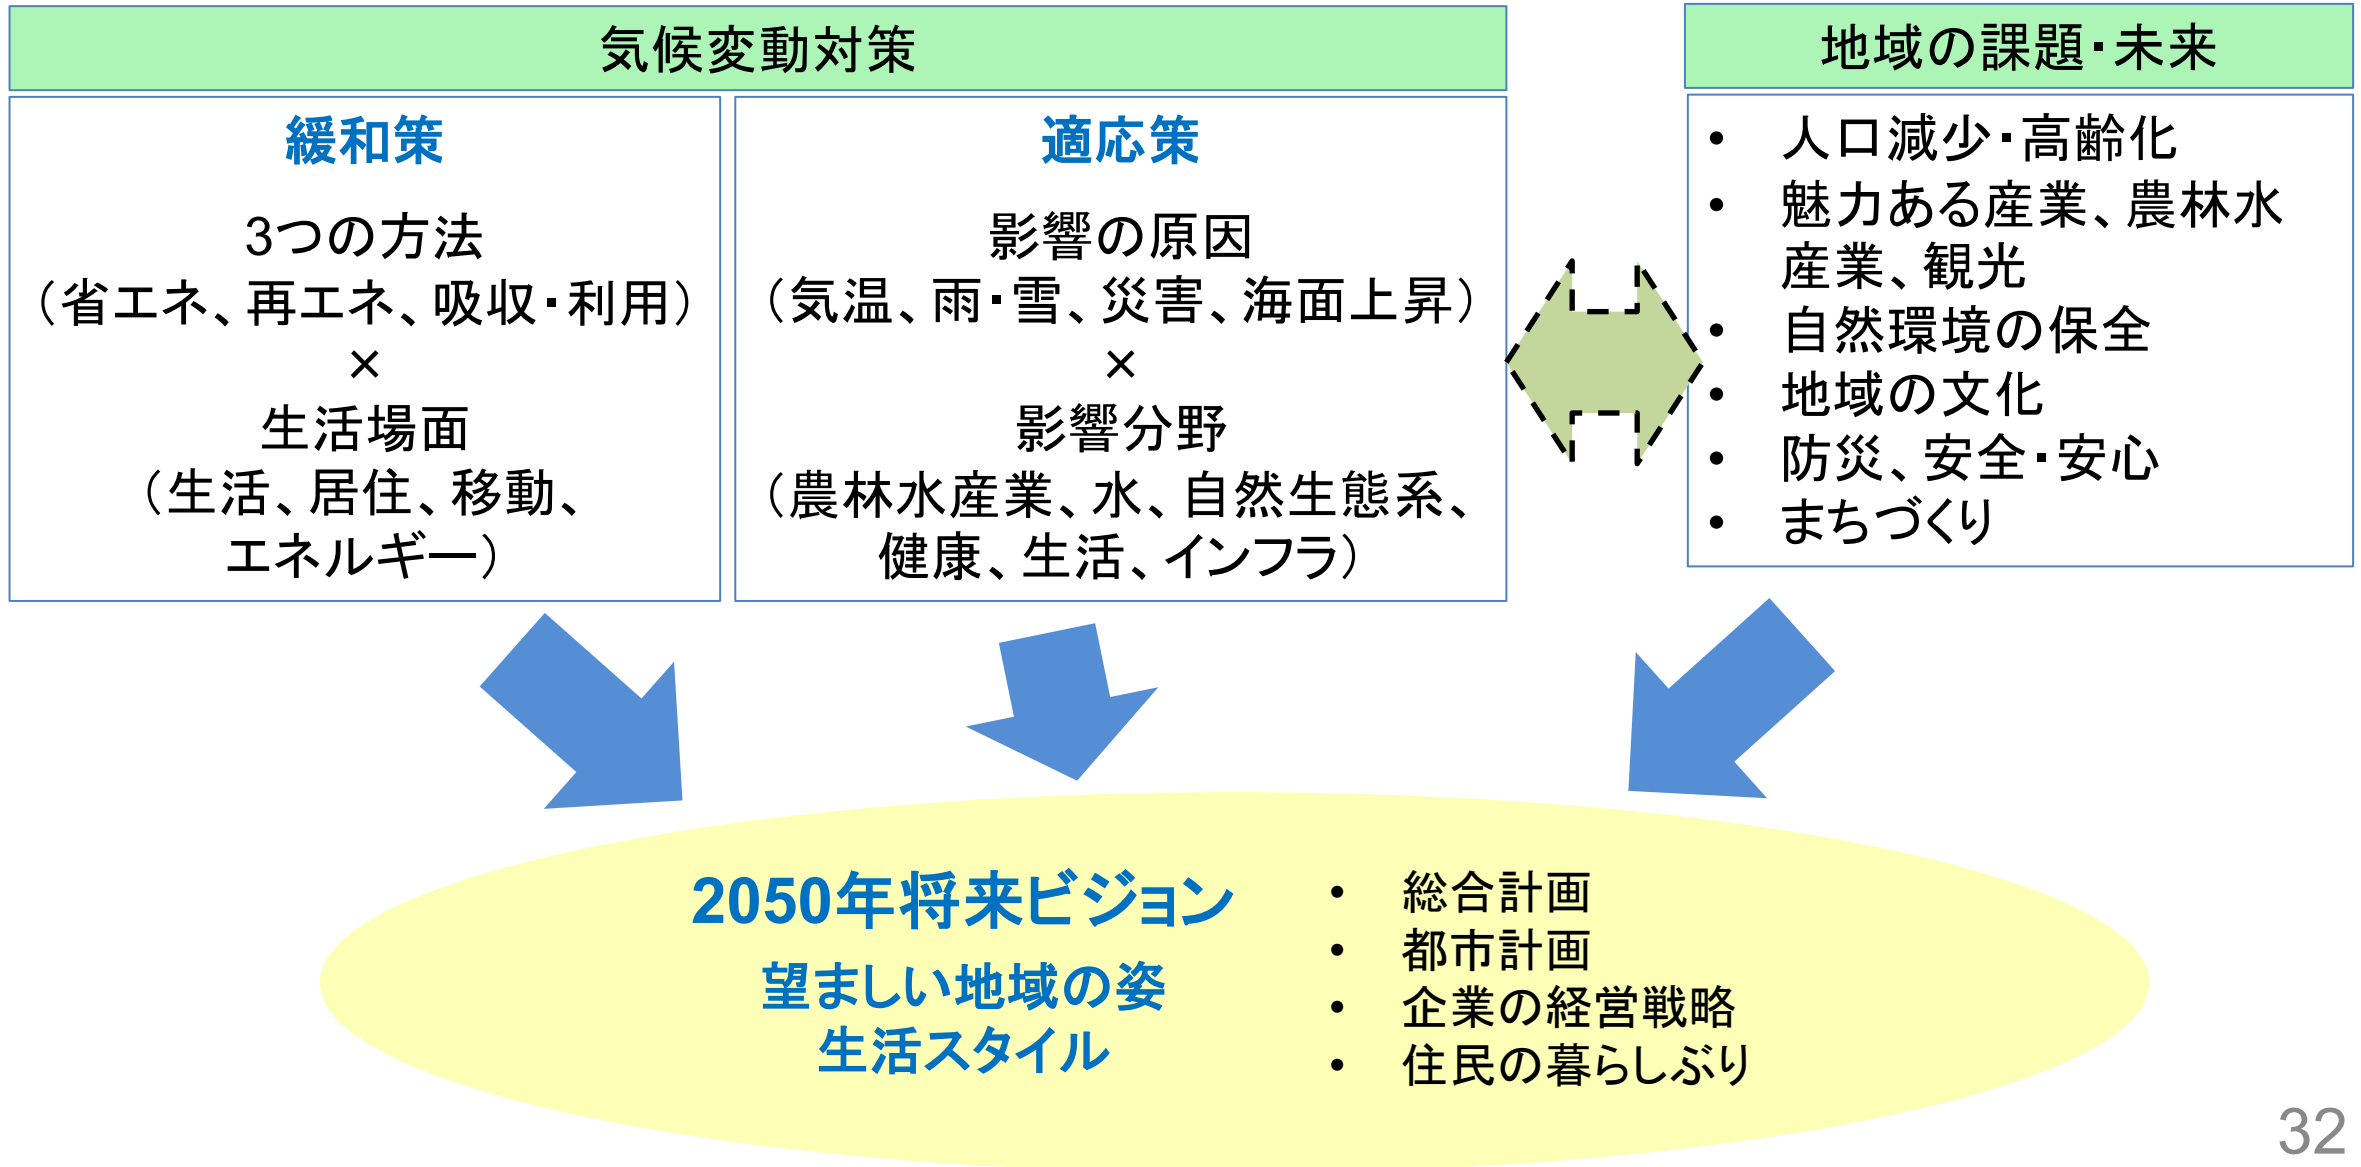 気候変動対策
緩和策
3つの方法
（省エネ、再エネ、吸収・利用）
×
生活場面
（生活、居住、移動、
エネルギー）
適応策
影響の原因
（気温、雨・雪、災害、海面上昇）
×
影響分野
（農林水産業、水、自然生態系、
健康、生活、インフラ）
地域の課題・未来
• 人口減少・高齢化
• 魅力ある産業、農林水
産業、観光
• 自然環境の保全
• 地域の文化
• 防災、安全・安心
• まちづくり
2050年将来ビジョン
望ましい地域の姿
生活スタイル
• 総合計画
• 都市計画
• 企業の経営戦略
• 住民の暮らしぶり
32